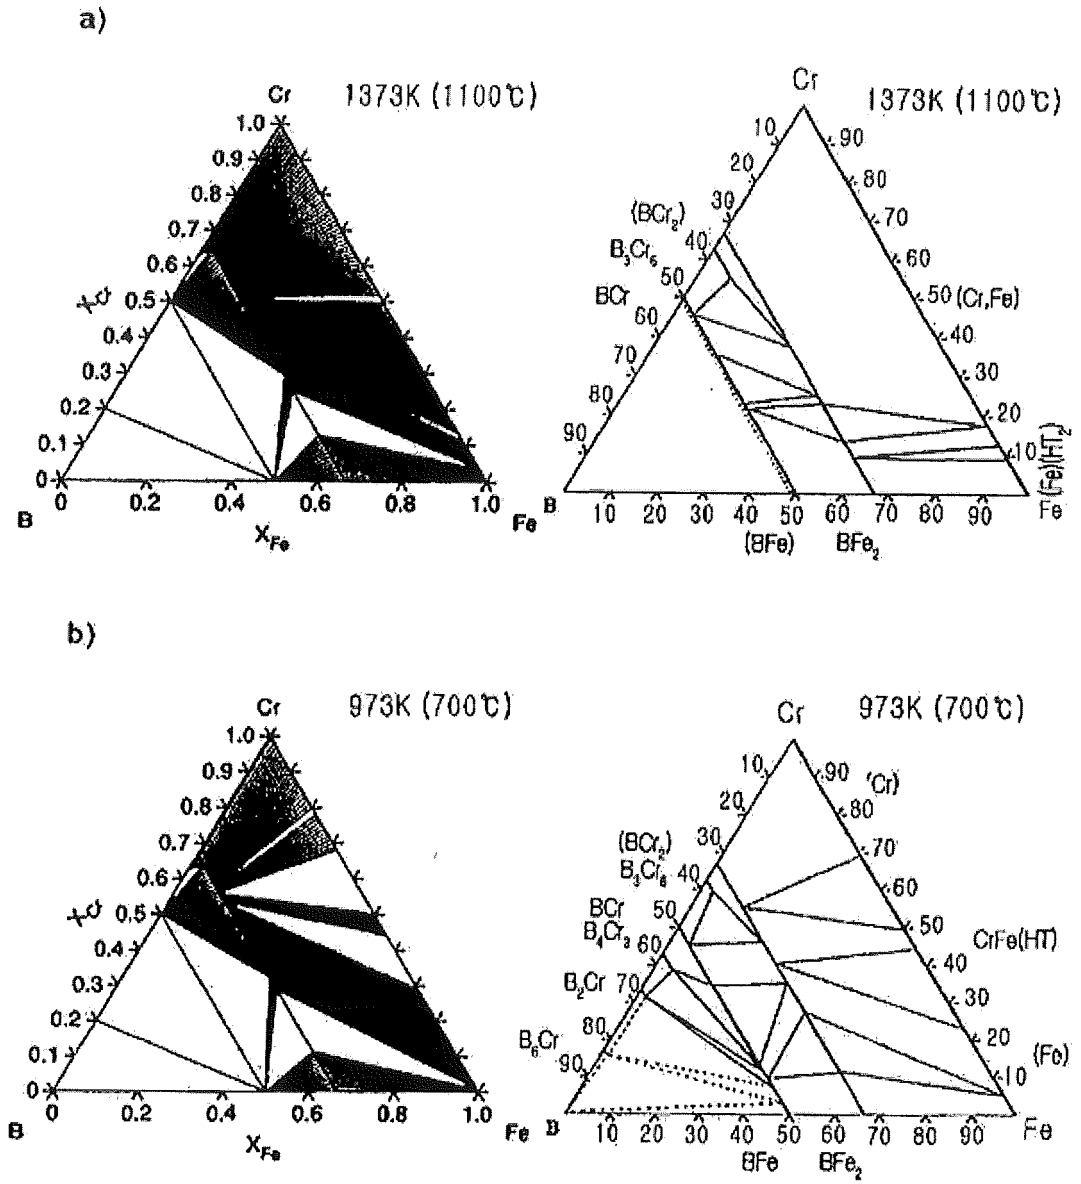 a)
Cr 1373K (1100℃)
1.0
0.9
0.8
0.7
0.6
X_Cr 0.5
0.4
0.3
0.2
0.1
0
0 0.2 0.4 0.6 0.8 1.0
B X_Fe Fe
Cr 1373K (1100℃)
10 90
20 80
(BCr₂) 30 70
40 60
BCr 50 50 (Cr,Fe)
60 40
70 30
80 20
90 10
(Fe)(HT₂)
B 10 20 30 40 50 60 70 80 90 Fe
(BFe) BFe₂
b)
Cr 973K (700℃)
1.0
0.9
0.8
0.7
0.6
X_Cr 0.5
0.4
0.3
0.2
0.1
0
0 0.2 0.4 0.6 0.8 1.0
B X_Fe Fe
Cr 973K (700℃)
10 90 'Cr)
20 80
(BCr₂) 30 70
40 60
BCr 50 50 CrFe(HT)
B₄Cr₃ 60 40
B₂Cr 70 30
80 20 (Fe)
B₆Cr 90 10
B 10 20 30 40 50 60 70 80 90 Fe
BFe BFe₂